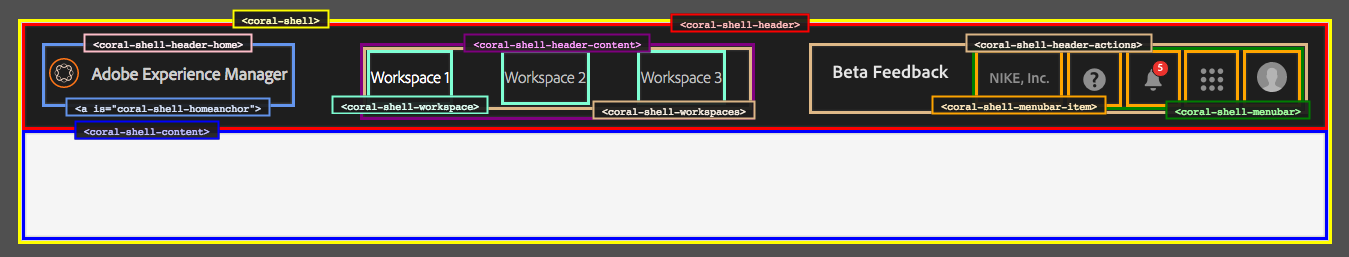 <coral-shell>
<coral-shell-header>
<coral-shell-header-home>
<coral-shell-header-content>
<coral-shell-header-actions>
Adobe Experience Manager
Workspace 1
Workspace 2
Workspace 3
Beta Feedback
NIKE, Inc.
?
5
<a is="coral-shell-homeanchor">
<coral-shell-workspace>
<coral-shell-workspaces>
<coral-shell-menubar-item>
<coral-shell-menubar>
<coral-shell-content>